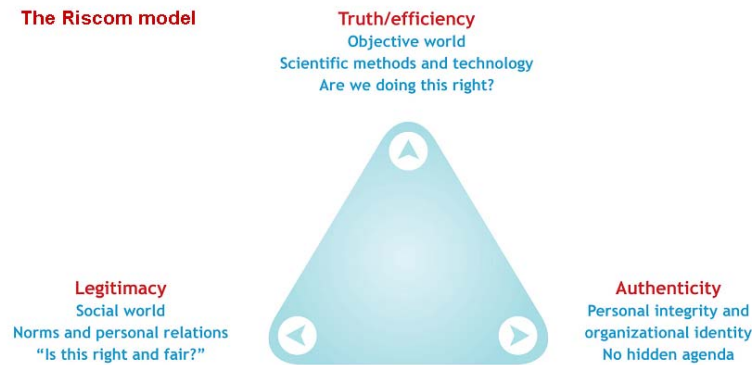 The Riscom model
Truth/efficiency
Objective world
Scientific methods and technology
Are we doing this right?
Legitimacy
Social world
Norms and personal relations
“Is this right and fair?”
Authenticity
Personal integrity and
organizational identity
No hidden agenda